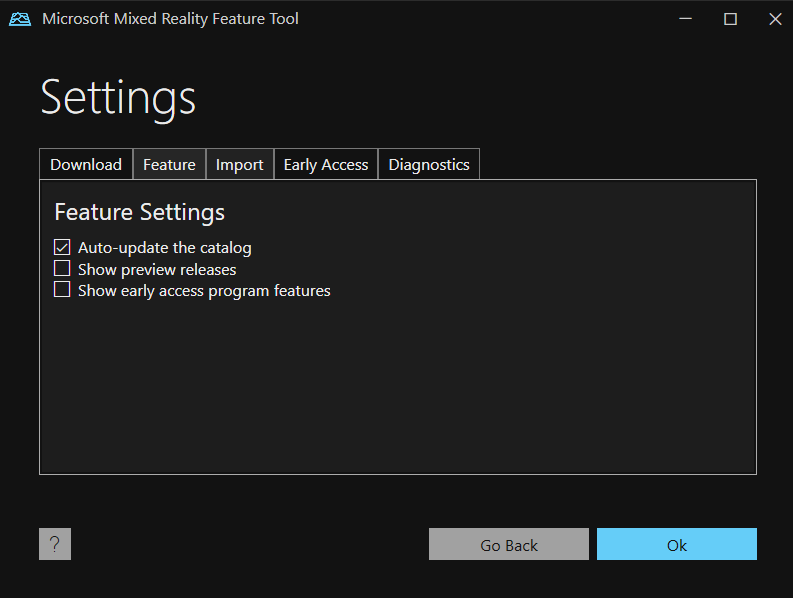 Microsoft Mixed Reality Feature Tool
Settings
Download Feature Import Early Access Diagnostics
Feature Settings
Auto-update the catalog
Show preview releases
Show early access program features
? Go Back Ok